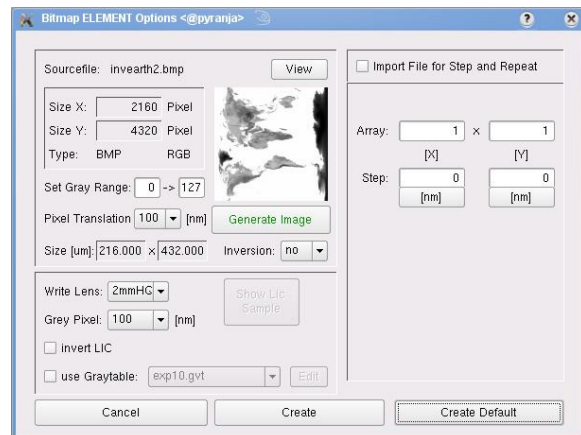 Bitmap ELEMENT Options <@pyranja>
Sourcefile: invearth2.bmp View
Size X: 2160 Pixel
Size Y: 4320 Pixel
Type: BMP RGB
Set Gray Range: 0 -> 127
Pixel Translation 100 [nm] Generate Image
Size [um]: 216.000 x 432.000 Inversion: no
Write Lens: 2mmHG Show Lic Sample
Grey Pixel: 100 [nm]
invert LIC
use Graytable: exp10.gvt Edit
Import File for Step and Repeat
Array: 1 x 1
[X] [Y]
Step: 0 0
[nm] [nm]
Cancel Create Create Default